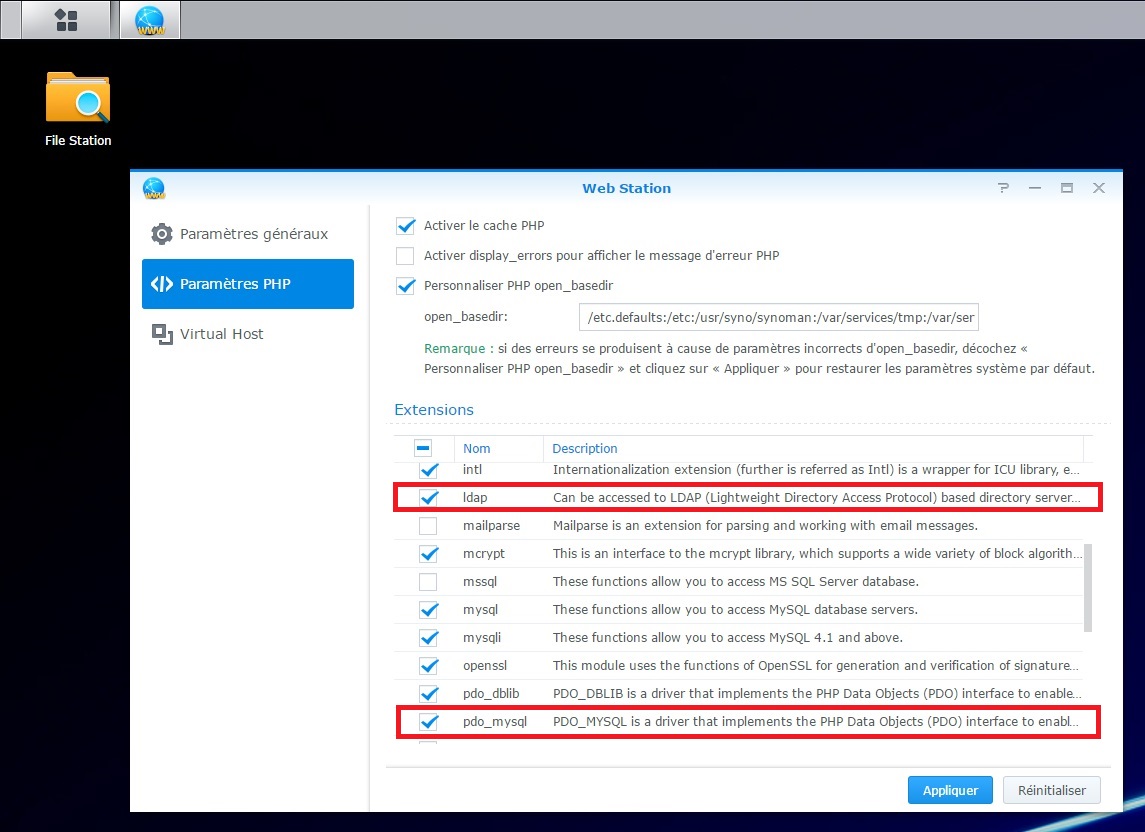 WWW
File Station
WWW
Web Station
?
Paramètres généraux
Paramètres PHP
Virtual Host
Activer le cache PHP
Activer display_errors pour afficher le message d'erreur PHP
Personnaliser PHP open_basedir
open_basedir: /etc.defaults:/etc:/usr/syno/synoman:/var/services/tmp:/var/ser
Remarque : si des erreurs se produisent à cause de paramètres incorrects d'open_basedir, décochez «
Personnaliser PHP open_basedir » et cliquez sur « Appliquer » pour restaurer les paramètres système par défaut.
Extensions
Nom Description
intl Internationalization extension (further is referred as Intl) is a wrapper for ICU library, e...
ldap Can be accessed to LDAP (Lightweight Directory Access Protocol) based directory server...
mailparse Mailparse is an extension for parsing and working with email messages.
mcrypt This is an interface to the mcrypt library, which supports a wide variety of block algorith...
mssql These functions allow you to access MS SQL Server database.
mysql These functions allow you to access MySQL database servers.
mysqli These functions allow you to access MySQL 4.1 and above.
openssl This module uses the functions of OpenSSL for generation and verification of signature...
pdo_dblib PDO_DBLIB is a driver that implements the PHP Data Objects (PDO) interface to enable...
pdo_mysql PDO_MYSQL is a driver that implements the PHP Data Objects (PDO) interface to enabl...
Appliquer Réinitialiser